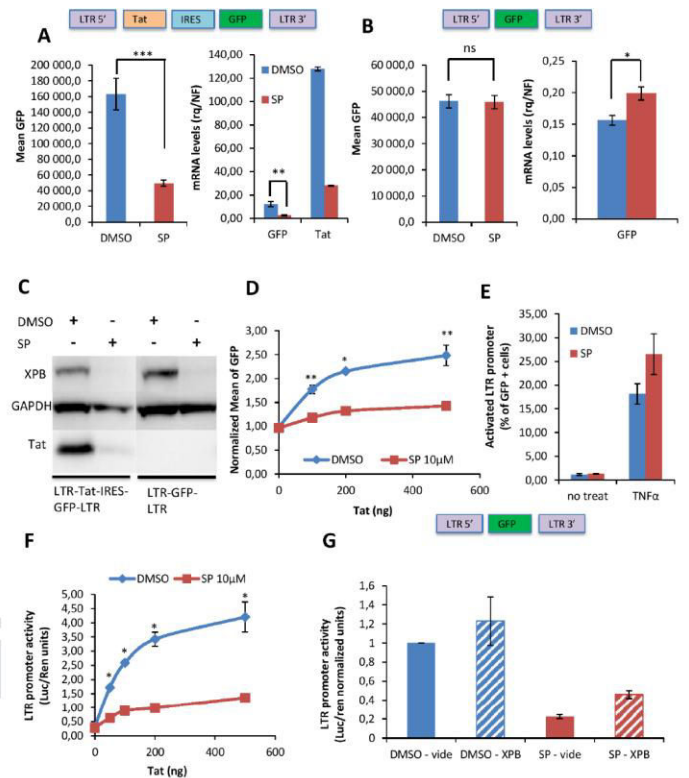 LTR 5’ Tat IRES GFP LTR 3’
LTR 5’ GFP LTR 3’
A
***
Mean GFP
200 000,0
180 000,0
160 000,0
140 000,0
120 000,0
100 000,0
80 000,0
60 000,0
40 000,0
20 000,0
0,0
DMSO SP
mRNA levels (rq/NF)
140,00
120,00
100,00
80,00
60,00
40,00
20,00
0,00
DMSO
SP
**
GFP Tat
B
ns
Mean GFP
60 000,0
50 000,0
40 000,0
30 000,0
20 000,0
10 000,0
0,0
DMSO SP
*
mRNA levels (rq/NF)
0,25
0,20
0,15
0,10
0,05
0,00
GFP
C
DMSO + - + -
SP - + - +
XPB
GAPDH
Tat
LTR-Tat-IRES-
GFP-LTR
LTR-GFP-
LTR
D
Normalized Mean of GFP
3,00
2,50
2,00
1,50
1,00
0,50
0,00
** * **
DMSO SP 10µM
0 200 400 600
Tat (ng)
E
Activated LTR promoter
(% of GFP + cells)
35,00
30,00
25,00
20,00
15,00
10,00
5,00
0,00
DMSO
SP
no treat TNFα
F
DMSO SP 10µM
LTR promoter activity
(Luc/Ren units)
5,00
4,50
4,00
3,50
3,00
2,50
2,00
1,50
1,00
0,50
0,00
* * * *
0 200 400 600
Tat (ng)
LTR 5’ GFP LTR 3’
G
LTR promoter activity
(Luc/ren normalized units)
1,6
1,4
1,2
1
0,8
0,6
0,4
0,2
0
DMSO - vide DMSO - XPB SP - vide SP - XPB